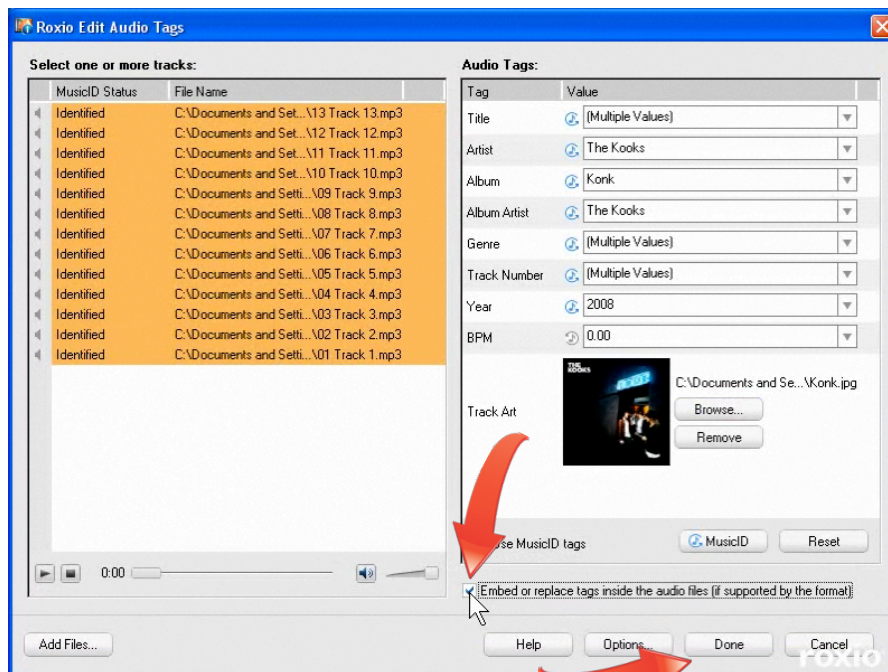 Roxio Edit Audio Tags
Select one or more tracks:
MusicID Status File Name
Identified C:\Documents and Set...\13 Track 13.mp3
Identified C:\Documents and Set...\12 Track 12.mp3
Identified C:\Documents and Set...\11 Track 11.mp3
Identified C:\Documents and Set...\10 Track 10.mp3
Identified C:\Documents and Setti...\09 Track 9.mp3
Identified C:\Documents and Setti...\08 Track 8.mp3
Identified C:\Documents and Setti...\07 Track 7.mp3
Identified C:\Documents and Setti...\06 Track 6.mp3
Identified C:\Documents and Setti...\05 Track 5.mp3
Identified C:\Documents and Setti...\04 Track 4.mp3
Identified C:\Documents and Setti...\03 Track 3.mp3
Identified C:\Documents and Setti...\02 Track 2.mp3
Identified C:\Documents and Setti...\01 Track 1.mp3
0:00
Audio Tags:
Tag Value
Title (Multiple Values)
Artist The Kooks
Album Konk
Album Artist The Kooks
Genre (Multiple Values)
Track Number (Multiple Values)
Year 2008
BPM 0.00
Track Art
THE
KOOKS
C:\Documents and Se...\Konk.jpg
Browse...
Remove
MusicID tags
MusicID Reset
Embed or replace tags inside the audio files (if supported by the format)
Add Files... Help Options... Done Cancel
roxio